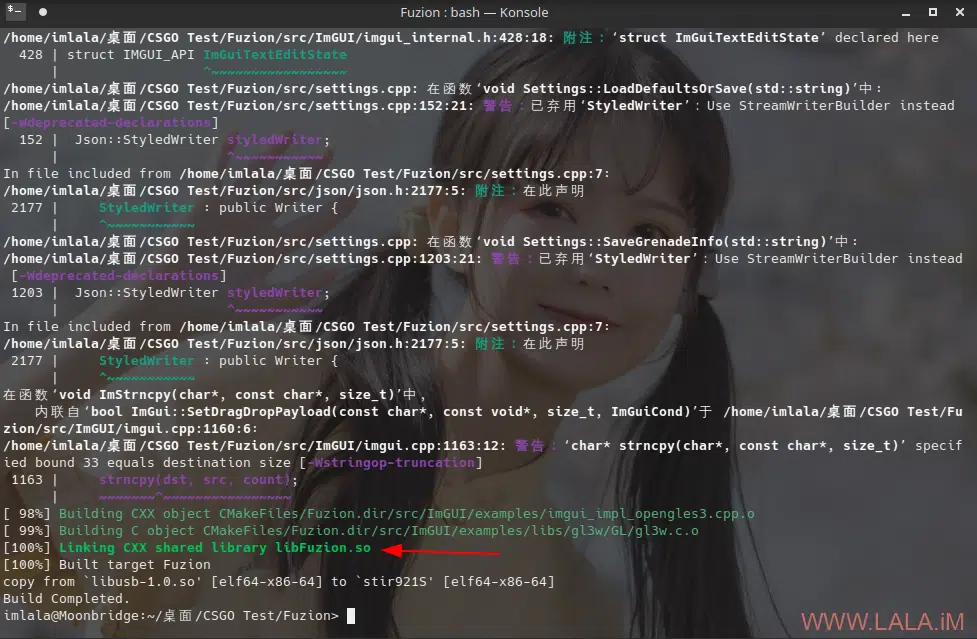 Fuzion : bash — Konsole
/home/imlala/桌面/CSGO Test/Fuzion/src/ImGUI/imgui_internal.h:428:18: 附注：‘struct ImGuiTextEditState’ declared here
428 | struct IMGUI_API ImGuiTextEditState
| ^~~~~~~~~~~~~~~~~~
/home/imlala/桌面/CSGO Test/Fuzion/src/settings.cpp: 在函数‘void Settings::LoadDefaultsOrSave(std::string)’中:
/home/imlala/桌面/CSGO Test/Fuzion/src/settings.cpp:152:21: 警告：已弃用‘StyledWriter’：Use StreamWriterBuilder instead
[-Wdeprecated-declarations]
152 |  Json::StyledWriter styledWriter;
| ^~~~~~~~~~~~
In file included from /home/imlala/桌面/CSGO Test/Fuzion/src/settings.cpp:7:
/home/imlala/桌面/CSGO Test/Fuzion/src/json/json.h:2177:5: 附注：在此声明
2177 |     StyledWriter : public Writer {
| ^~~~~~~~~~~~
/home/imlala/桌面/CSGO Test/Fuzion/src/settings.cpp: 在函数‘void Settings::SaveGrenadeInfo(std::string)’中:
/home/imlala/桌面/CSGO Test/Fuzion/src/settings.cpp:1203:21: 警告：已弃用‘StyledWriter’：Use StreamWriterBuilder instead
[-Wdeprecated-declarations]
1203 |  Json::StyledWriter styledWriter;
| ^~~~~~~~~~~~
In file included from /home/imlala/桌面/CSGO Test/Fuzion/src/settings.cpp:7:
/home/imlala/桌面/CSGO Test/Fuzion/src/json/json.h:2177:5: 附注：在此声明
2177 |     StyledWriter : public Writer {
| ^~~~~~~~~~~~
在函数‘void ImStrncpy(char*, const char*, size_t)’中,
内联自‘bool ImGui::SetDragDropPayload(const char*, const void*, size_t, ImGuiCond)’于 /home/imlala/桌面/CSGO Test/Fu
zion/src/ImGUI/imgui.cpp:1160:6:
/home/imlala/桌面/CSGO Test/Fuzion/src/ImGUI/imgui.cpp:1163:12: 警告：‘char* strncpy(char*, const char*, size_t)’ specif
ied bound 33 equals destination size [-Wstringop-truncation]
1163 |     strncpy(dst, src, count);
| ~~~~~~~^~~~~~~~~~~~~~~~~
[ 98%] Building CXX object CMakeFiles/Fuzion.dir/src/ImGUI/examples/imgui_impl_opengles3.cpp.o
[ 99%] Building C object CMakeFiles/Fuzion.dir/src/ImGUI/examples/libs/gl3w/GL/gl3w.c.o
[100%] Linking CXX shared library libFuzion.so
[100%] Built target Fuzion
copy from `libusb-1.0.so' [elf64-x86-64] to `stir921S' [elf64-x86-64]
Build Completed.
imlala@Moonbridge:~/桌面/CSGO Test/Fuzion>
WWW.LALA.iM